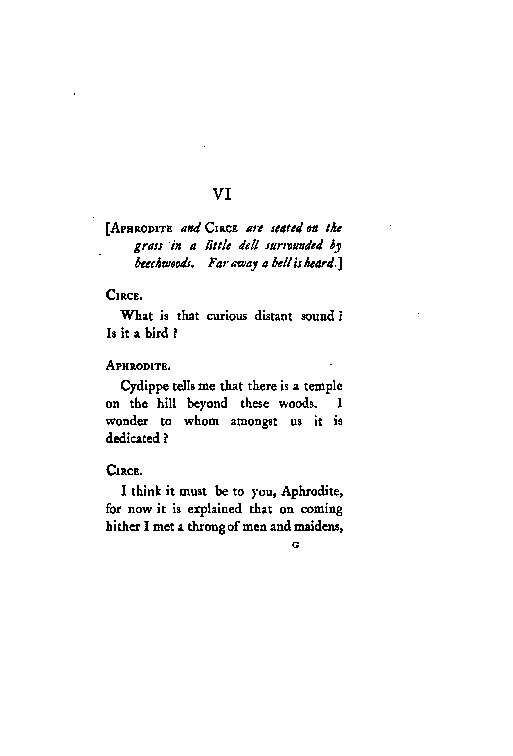 VI
[APHRODITE and CIRCE are seated on the
grass in a little dell surrounded by
beechwoods. Far away a bell is heard.]
CIRCE.
What is that curious distant sound?
Is it a bird?
APHRODITE.
Cydippe tells me that there is a temple
on the hill beyond these woods. I
wonder to whom amongst us it is
dedicated?
CIRCE.
I think it must be to you, Aphrodite,
for now it is explained that on coming
hither I met a throng of men and maidens,
G